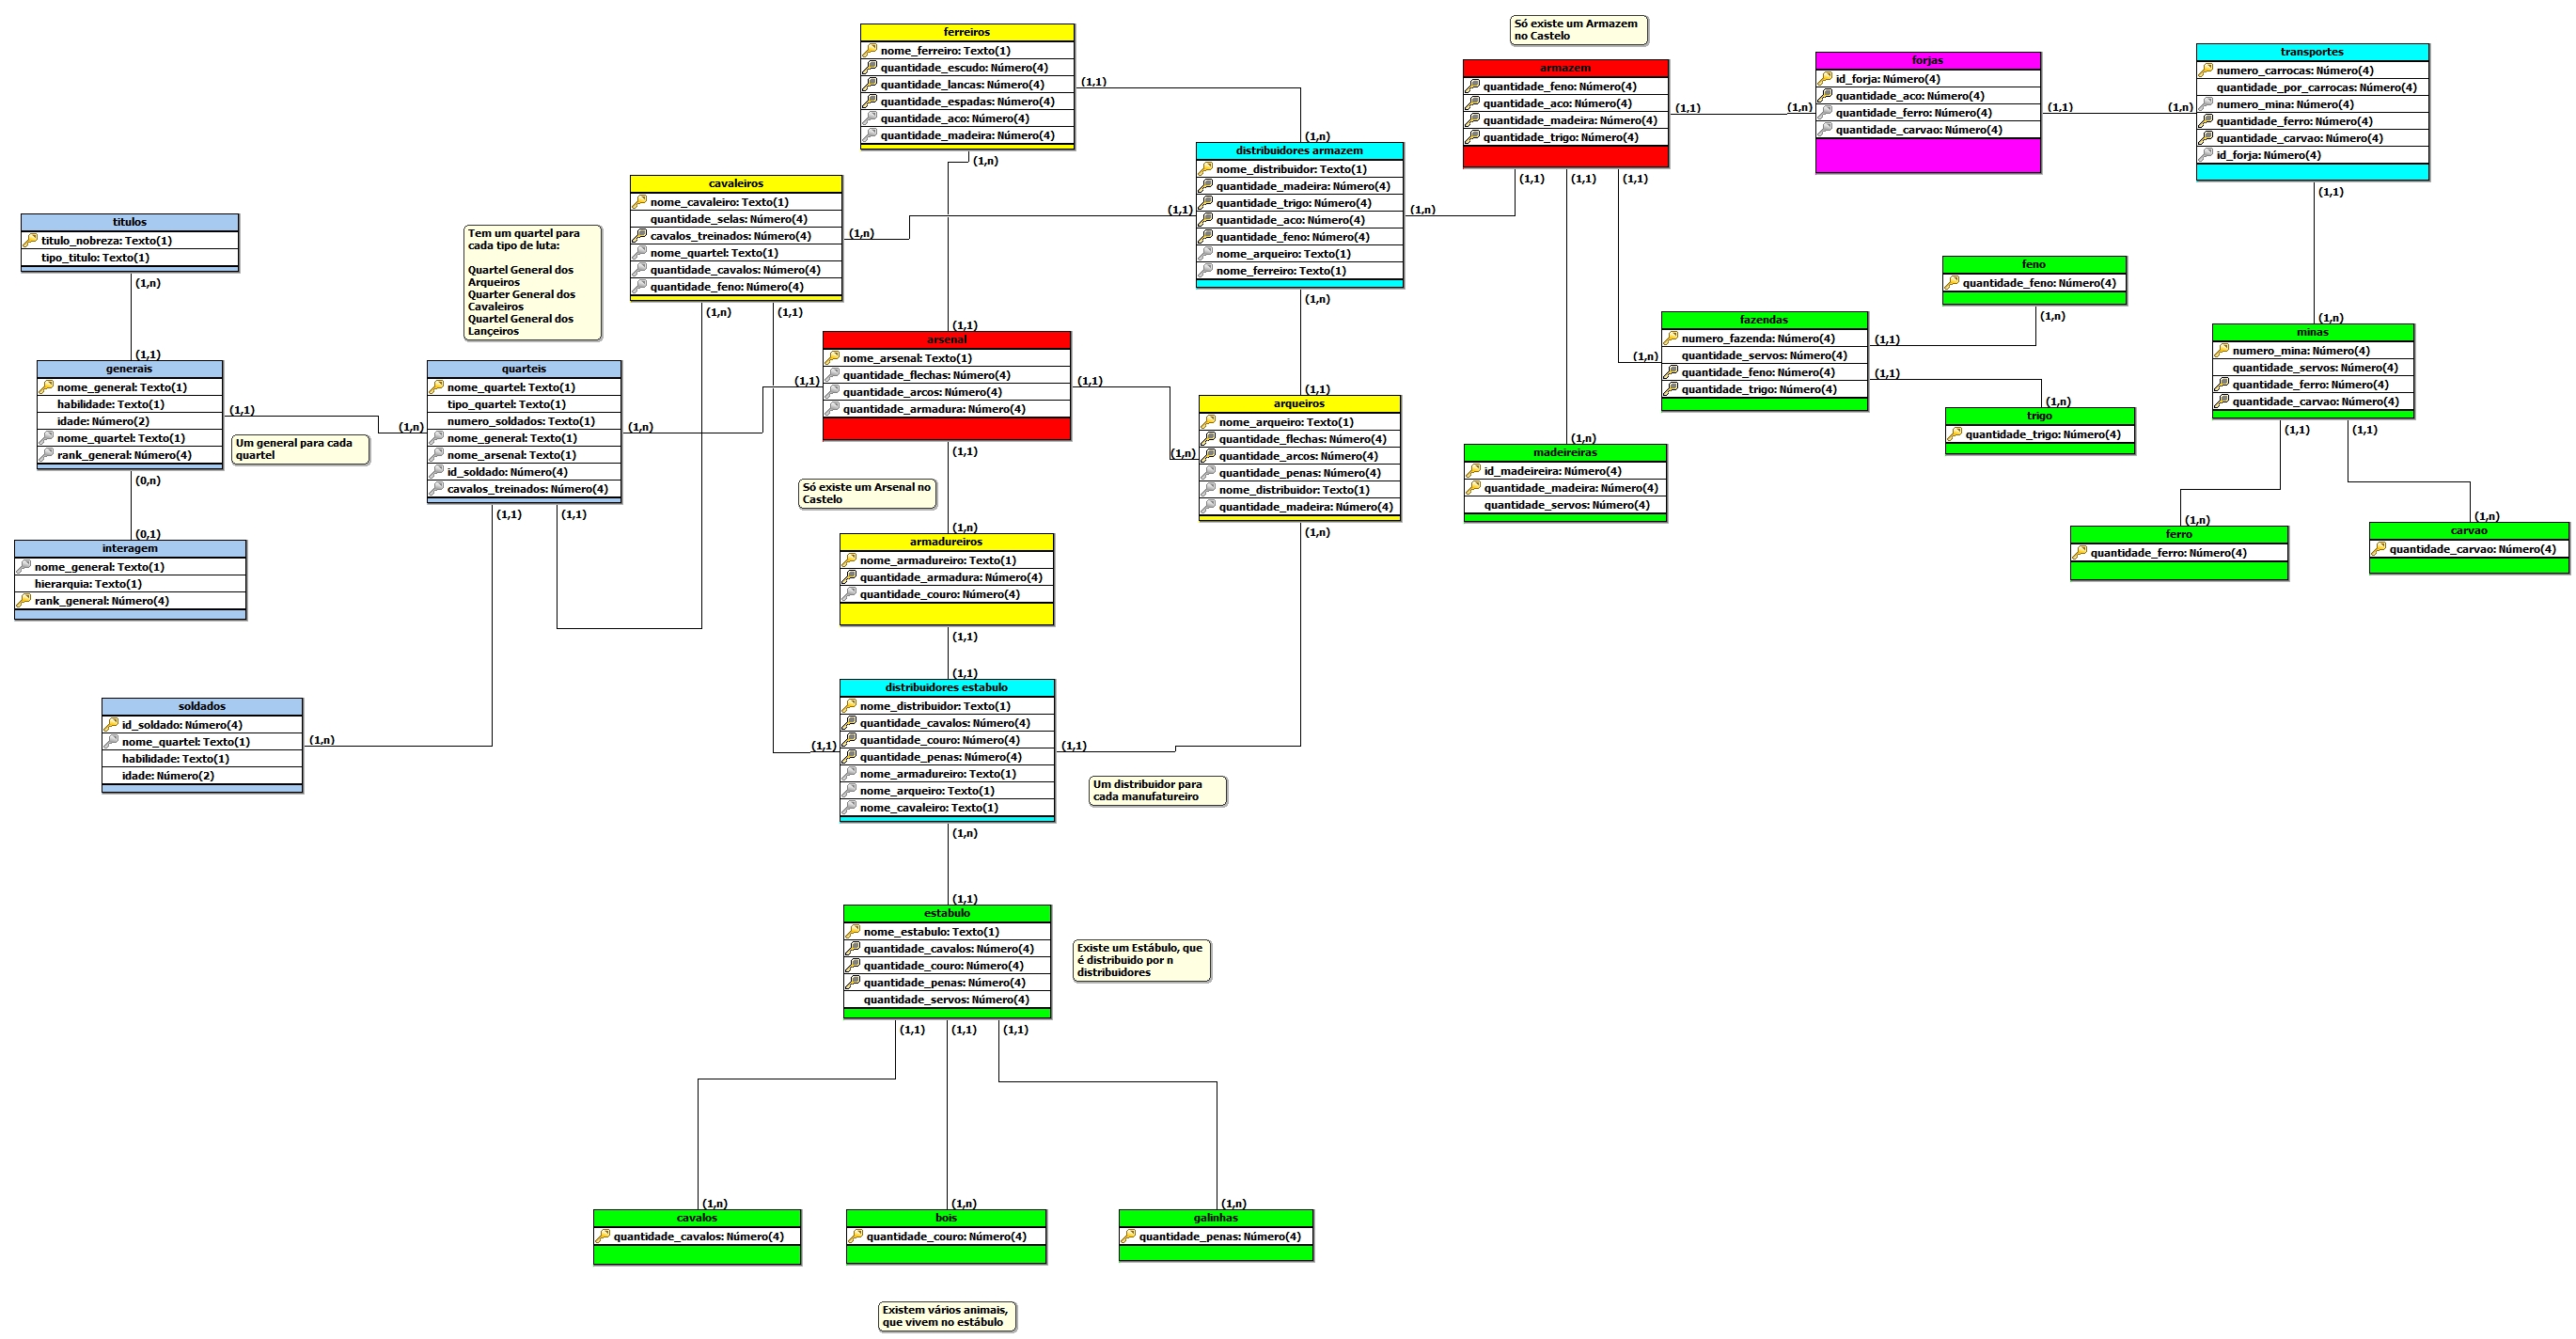 Só existe um Armazem
no Castelo
ferreiros
nome_ferreiro: Texto(1)
quantidade_escudo: Número(4)
quantidade_lancas: Número(4)
quantidade_espadas: Número(4)
quantidade_aco: Número(4)
quantidade_madeira: Número(4)
(1,1)
(1,n)
(1,n)
armazem
quantidade_feno: Número(4)
quantidade_aco: Número(4)
quantidade_madeira: Número(4)
quantidade_trigo: Número(4)
(1,1)
(1,n)
(1,1)
(1,1)
(1,1)
forjas
id_forja: Número(4)
quantidade_aco: Número(4)
quantidade_ferro: Número(4)
quantidade_carvao: Número(4)
(1,1)
(1,n)
transportes
numero_carrocas: Número(4)
quantidade_por_carrocas: Número(4)
numero_mina: Número(4)
quantidade_ferro: Número(4)
quantidade_carvao: Número(4)
id_forja: Número(4)
(1,1)
(1,n)
distribuidores armazem
nome_distribuidor: Texto(1)
quantidade_madeira: Número(4)
quantidade_trigo: Número(4)
quantidade_aco: Número(4)
quantidade_feno: Número(4)
nome_arqueiro: Texto(1)
nome_ferreiro: Texto(1)
(1,1)
(1,n)
(1,n)
cavaleiros
nome_cavaleiro: Texto(1)
quantidade_selas: Número(4)
cavalos_treinados: Número(4)
nome_quartel: Texto(1)
quantidade_cavalos: Número(4)
quantidade_feno: Número(4)
(1,n)
(1,n)
(1,1)
titulos
titulo_nobreza: Texto(1)
tipo_titulo: Texto(1)
(1,n)
(1,1)
Tem um quartel para
cada tipo de luta:
Quartel General dos
Arqueiros
Quarter General dos
Cavaleiros
Quartel General dos
Lançeiros
generais
nome_general: Texto(1)
habilidade: Texto(1)
idade: Número(2)
nome_quartel: Texto(1)
rank_general: Número(4)
(1,1)
(1,n)
(0,n)
(0,1)
Um general para cada
quartel
quarteis
nome_quartel: Texto(1)
tipo_quartel: Texto(1)
numero_soldados: Texto(1)
nome_general: Texto(1)
nome_arsenal: Texto(1)
id_soldado: Número(4)
cavalos_treinados: Número(4)
(1,n)
(1,1)
(1,1)
(1,1)
(1,1)
arsenal
nome_arsenal: Texto(1)
quantidade_flechas: Número(4)
quantidade_arcos: Número(4)
quantidade_armadura: Número(4)
(1,1)
(1,1)
(1,n)
(1,n)
Só existe um Arsenal no
Castelo
(1,1)
arqueiros
nome_arqueiro: Texto(1)
quantidade_flechas: Número(4)
quantidade_arcos: Número(4)
quantidade_penas: Número(4)
nome_distribuidor: Texto(1)
quantidade_madeira: Número(4)
(1,n)
feno
quantidade_feno: Número(4)
(1,n)
fazendas
numero_fazenda: Número(4)
quantidade_servos: Número(4)
quantidade_feno: Número(4)
quantidade_trigo: Número(4)
(1,n)
(1,1)
(1,1)
(1,n)
trigo
quantidade_trigo: Número(4)
(1,n)
madeireiras
id_madeireira: Número(4)
quantidade_madeira: Número(4)
quantidade_servos: Número(4)
(1,n)
minas
numero_mina: Número(4)
quantidade_servos: Número(4)
quantidade_ferro: Número(4)
quantidade_carvao: Número(4)
(1,1)
(1,1)
(1,n)
ferro
quantidade_ferro: Número(4)
(1,n)
carvao
quantidade_carvao: Número(4)
interagem
nome_general: Texto(1)
hierarquia: Texto(1)
rank_general: Número(4)
armadureiros
nome_armadureiro: Texto(1)
quantidade_armadura: Número(4)
quantidade_couro: Número(4)
(1,1)
(1,1)
soldados
id_soldado: Número(4)
nome_quartel: Texto(1)
habilidade: Texto(1)
idade: Número(2)
(1,n)
distribuidores estabulo
nome_distribuidor: Texto(1)
quantidade_cavalos: Número(4)
quantidade_couro: Número(4)
quantidade_penas: Número(4)
nome_armadureiro: Texto(1)
nome_arqueiro: Texto(1)
nome_cavaleiro: Texto(1)
(1,1)
(1,1)
(1,n)
Um distribuidor para
cada manufatureiro
(1,1)
estabulo
nome_estabulo: Texto(1)
quantidade_cavalos: Número(4)
quantidade_couro: Número(4)
quantidade_penas: Número(4)
quantidade_servos: Número(4)
Existe um Estábulo, que
é distribuido por n
distribuidores
(1,1)
(1,1)
(1,1)
(1,n)
(1,n)
(1,n)
cavalos
quantidade_cavalos: Número(4)
bois
quantidade_couro: Número(4)
galinhas
quantidade_penas: Número(4)
Existem vários animais,
que vivem no estábulo